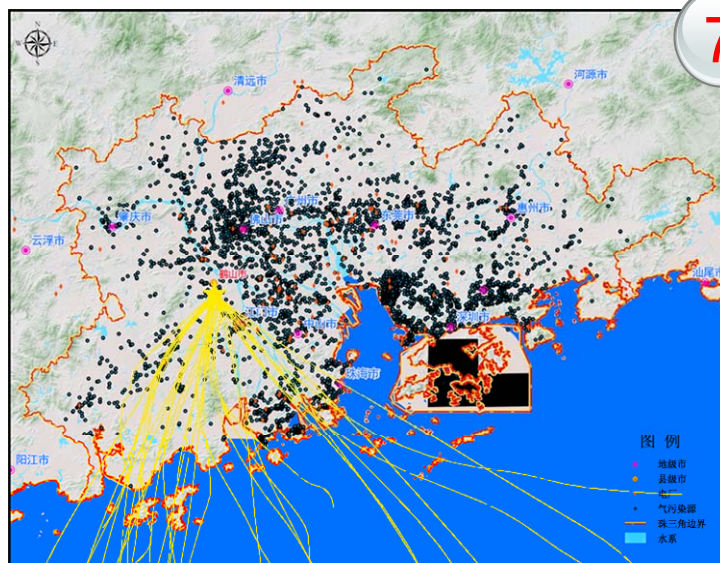 7
N
W
E
S
清远市
河源市
广州市
肇庆市
佛山市
东莞市
惠州市
云浮市
鹤山市
汕尾市
江门市
中山市
深圳市
珠海市
阳江市
图 例
地级市
县级市
电厂
气污染源
珠三角边界
水系